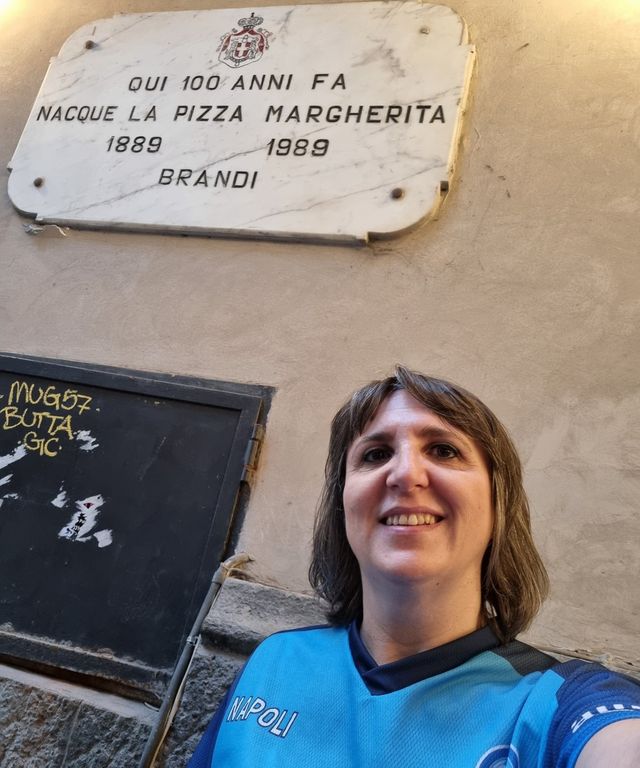 QUI 100 ANNI FA
NACQUE LA PIZZA MARGHERITA
1889 1989
BRANDI
MUG57
BUTTA
GIC
NAPOLI